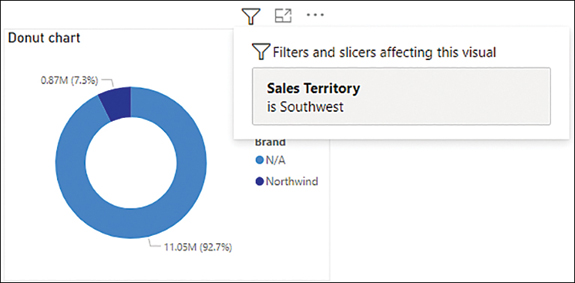 Donut chart
Filters and slicers affecting this visual
Sales Territory
is Southwest
0.87M (7.3%)
Brand
N/A
Northwind
11.05M (92.7%)